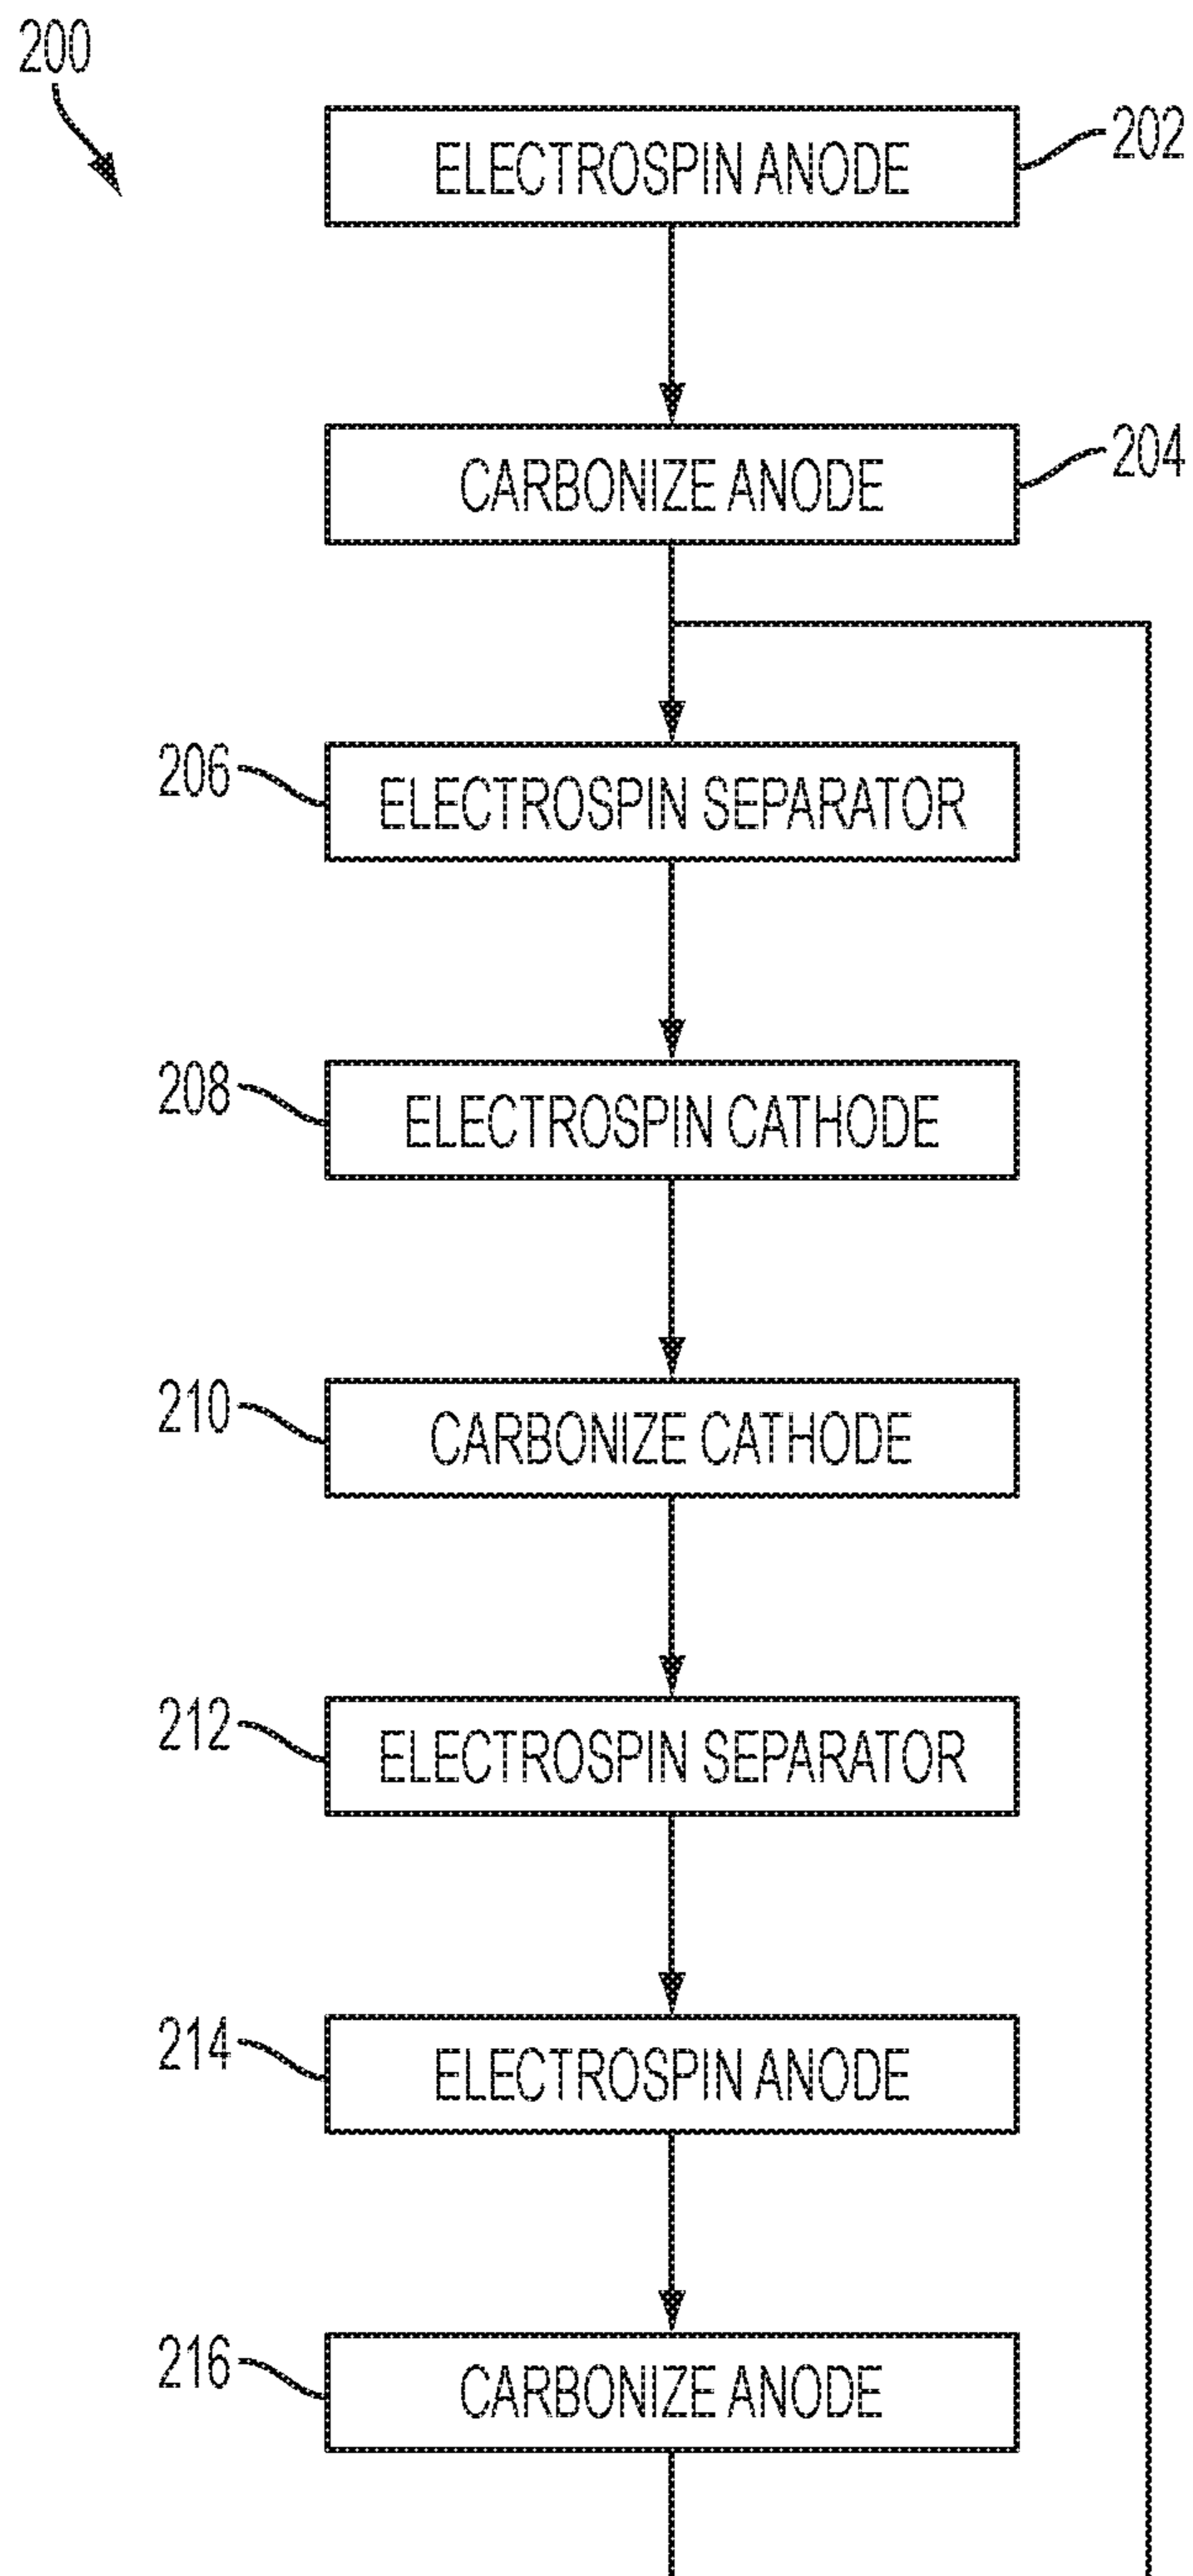 200
ELECTROSPIN ANODE 202
CARBONIZE ANODE 204
206 ELECTROSPIN SEPARATOR
208 ELECTROSPIN CATHODE
210 CARBONIZE CATHODE
212 ELECTROSPIN SEPARATOR
214 ELECTROSPIN ANODE
216 CARBONIZE ANODE